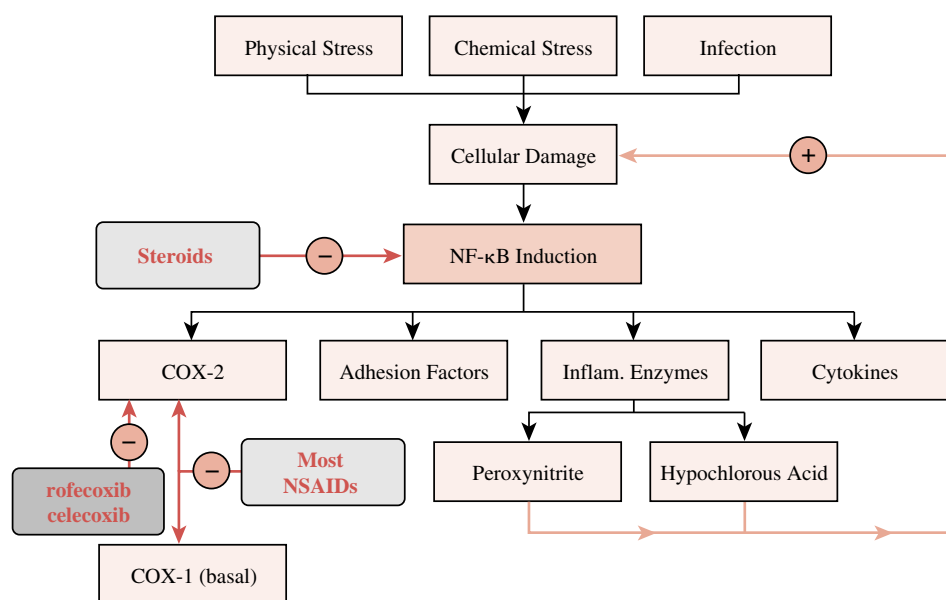 Physical Stress
Chemical Stress
Infection
Cellular Damage
+
Steroids
−
NF-κB Induction
COX-2
Adhesion Factors
Inflam. Enzymes
Cytokines
−
−
Most
NSAIDs
Peroxynitrite
Hypochlorous Acid
rofecoxib
celecoxib
COX-1 (basal)